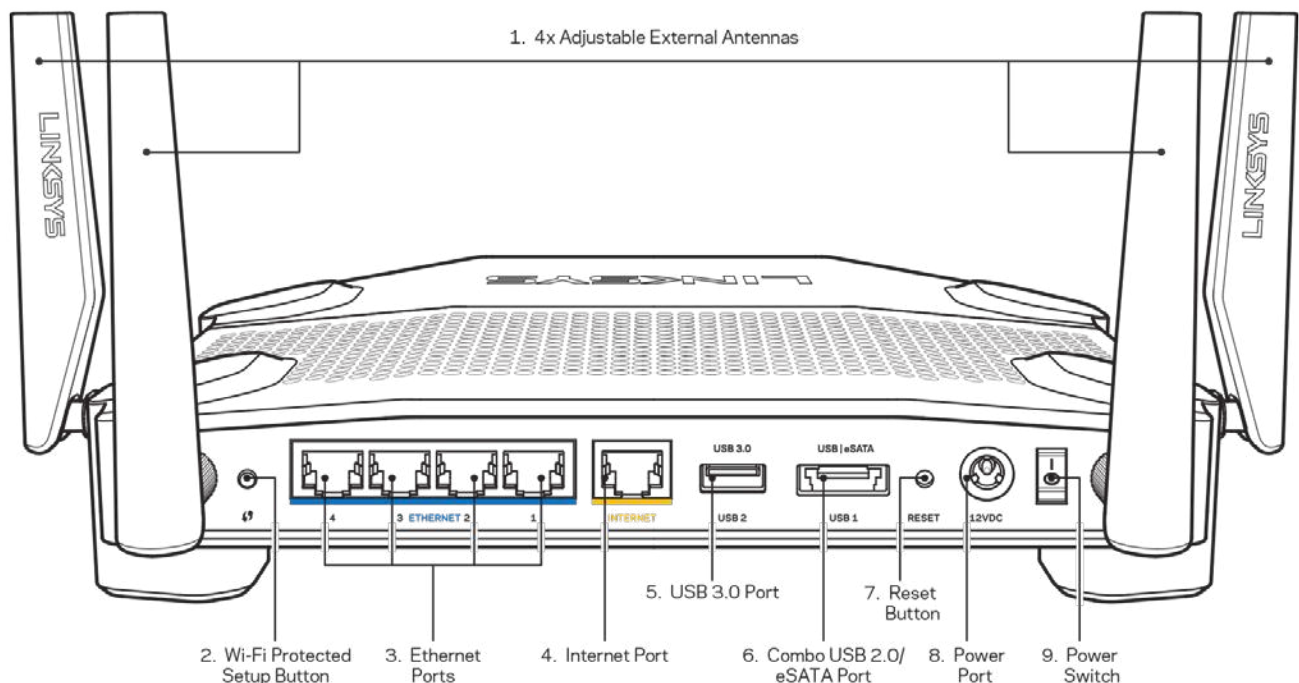 1. 4x Adjustable External Antennas
LINKSYS
LINKSYS
LINKSYS
USB 3.0
USB | eSATA
4
3 ETHERNET 2
1
INTERNET
USB 2
USB 1
RESET
12VDC
5. USB 3.0 Port
7. Reset
Button
2. Wi-Fi Protected
Setup Button
3. Ethernet
Ports
4. Internet Port
6. Combo USB 2.0/
eSATA Port
8. Power
Port
9. Power
Switch